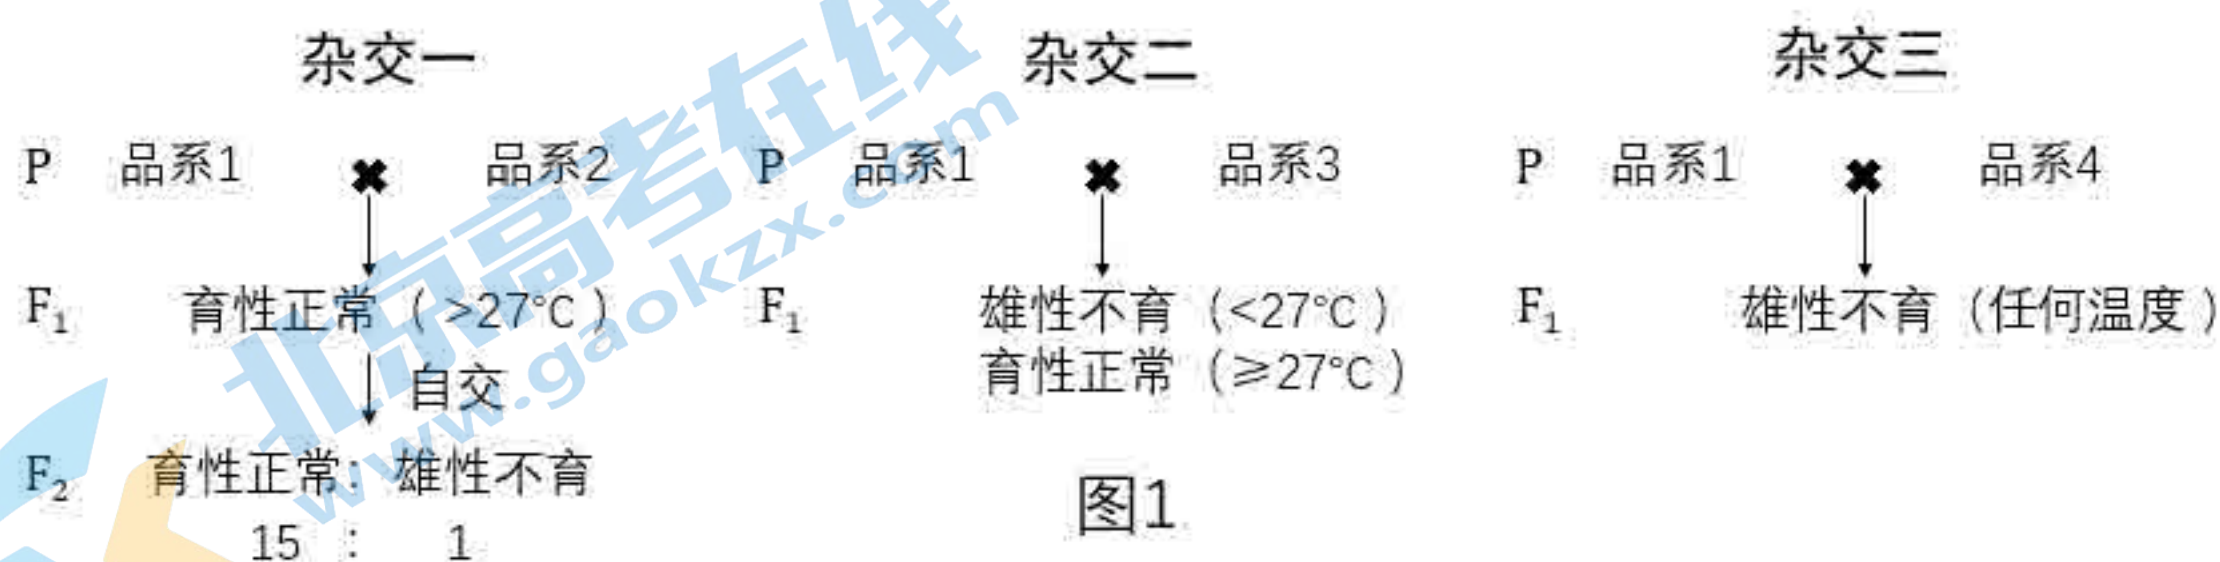 杂交一 杂交二 杂交三
P 品系1 ✖ 品系2 P 品系1 ✖ 品系3 P 品系1 ✖ 品系4
F₁ 育性正常（>27°C） F₁ 雄性不育（<27°C） F₁ 雄性不育（任何温度）
育性正常（≥27°C）
自交
F₂ 育性正常：雄性不育
15 : 1
图1
北京高考在线
www.gaokzx.com